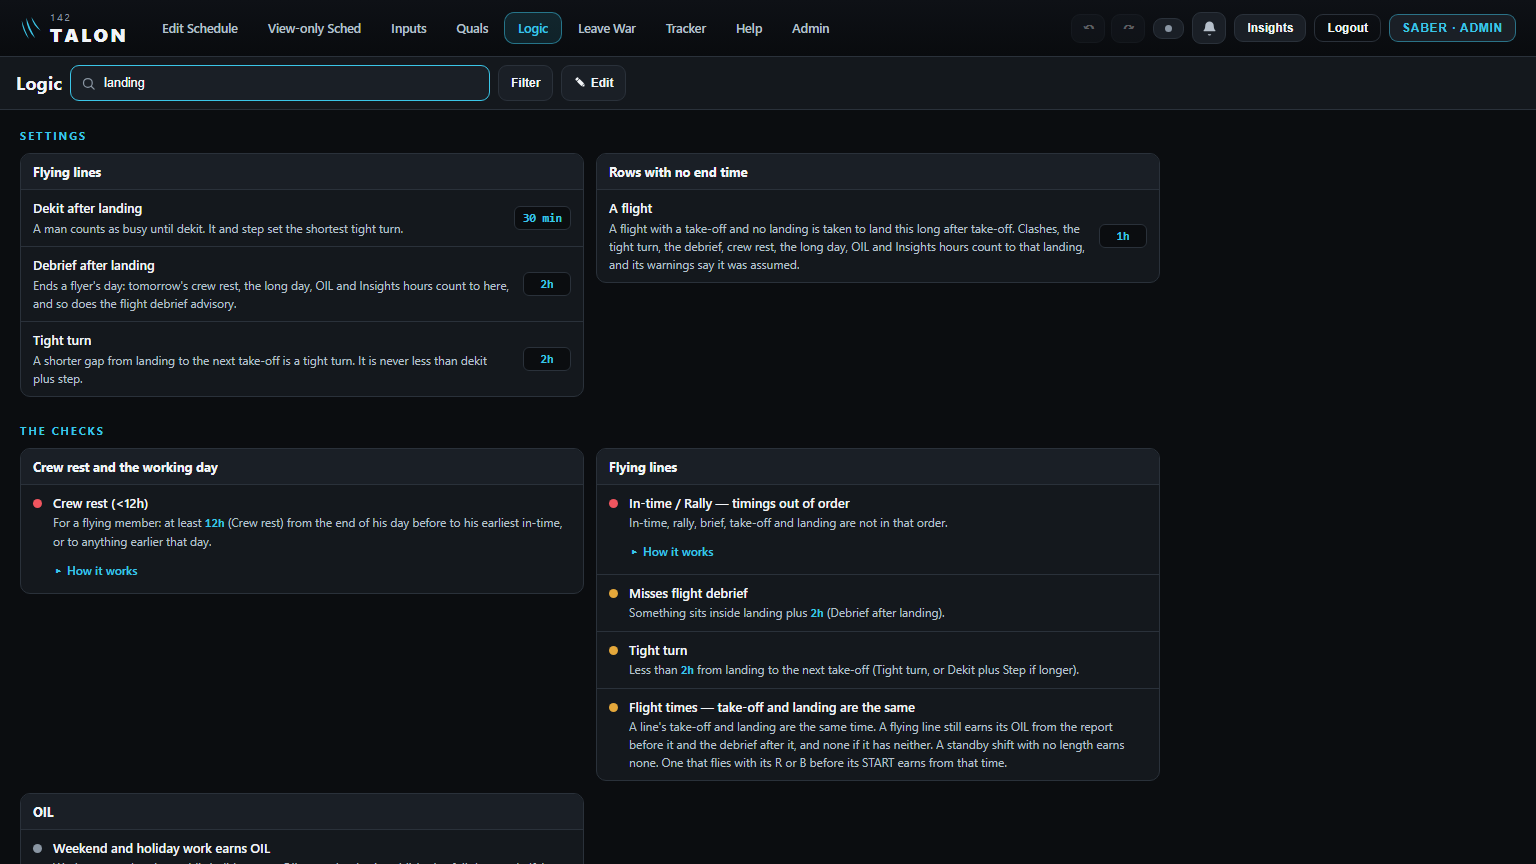 142
TALON
Edit Schedule
View-only Sched
Inputs
Quals
Logic
Leave War
Tracker
Help
Admin
Insights
Logout
SABER · ADMIN
Logic
landing
Filter
Edit
SETTINGS
Flying lines
Dekit after landing
A man counts as busy until dekit. It and step set the shortest tight turn.
30 min
Debrief after landing
Ends a flyer's day: tomorrow's crew rest, the long day, OIL and Insights hours count to here,
and so does the flight debrief advisory.
2h
Tight turn
A shorter gap from landing to the next take-off is a tight turn. It is never less than dekit
plus step.
2h
Rows with no end time
A flight
A flight with a take-off and no landing is taken to land this long after take-off. Clashes, the
tight turn, the debrief, crew rest, the long day, OIL and Insights hours count to that landing,
and its warnings say it was assumed.
1h
THE CHECKS
Crew rest and the working day
Crew rest (<12h)
For a flying member: at least 12h (Crew rest) from the end of his day before to his earliest in-time,
or to anything earlier that day.
How it works
Flying lines
In-time / Rally — timings out of order
In-time, rally, brief, take-off and landing are not in that order.
How it works
Misses flight debrief
Something sits inside landing plus 2h (Debrief after landing).
Tight turn
Less than 2h from landing to the next take-off (Tight turn, or Dekit plus Step if longer).
Flight times — take-off and landing are the same
A line's take-off and landing are the same time. A flying line still earns its OIL from the report
before it and the debrief after it, and none if it has neither. A standby shift with no length earns
none. One that flies with its R or B before its START earns from that time.
OIL
Weekend and holiday work earns OIL